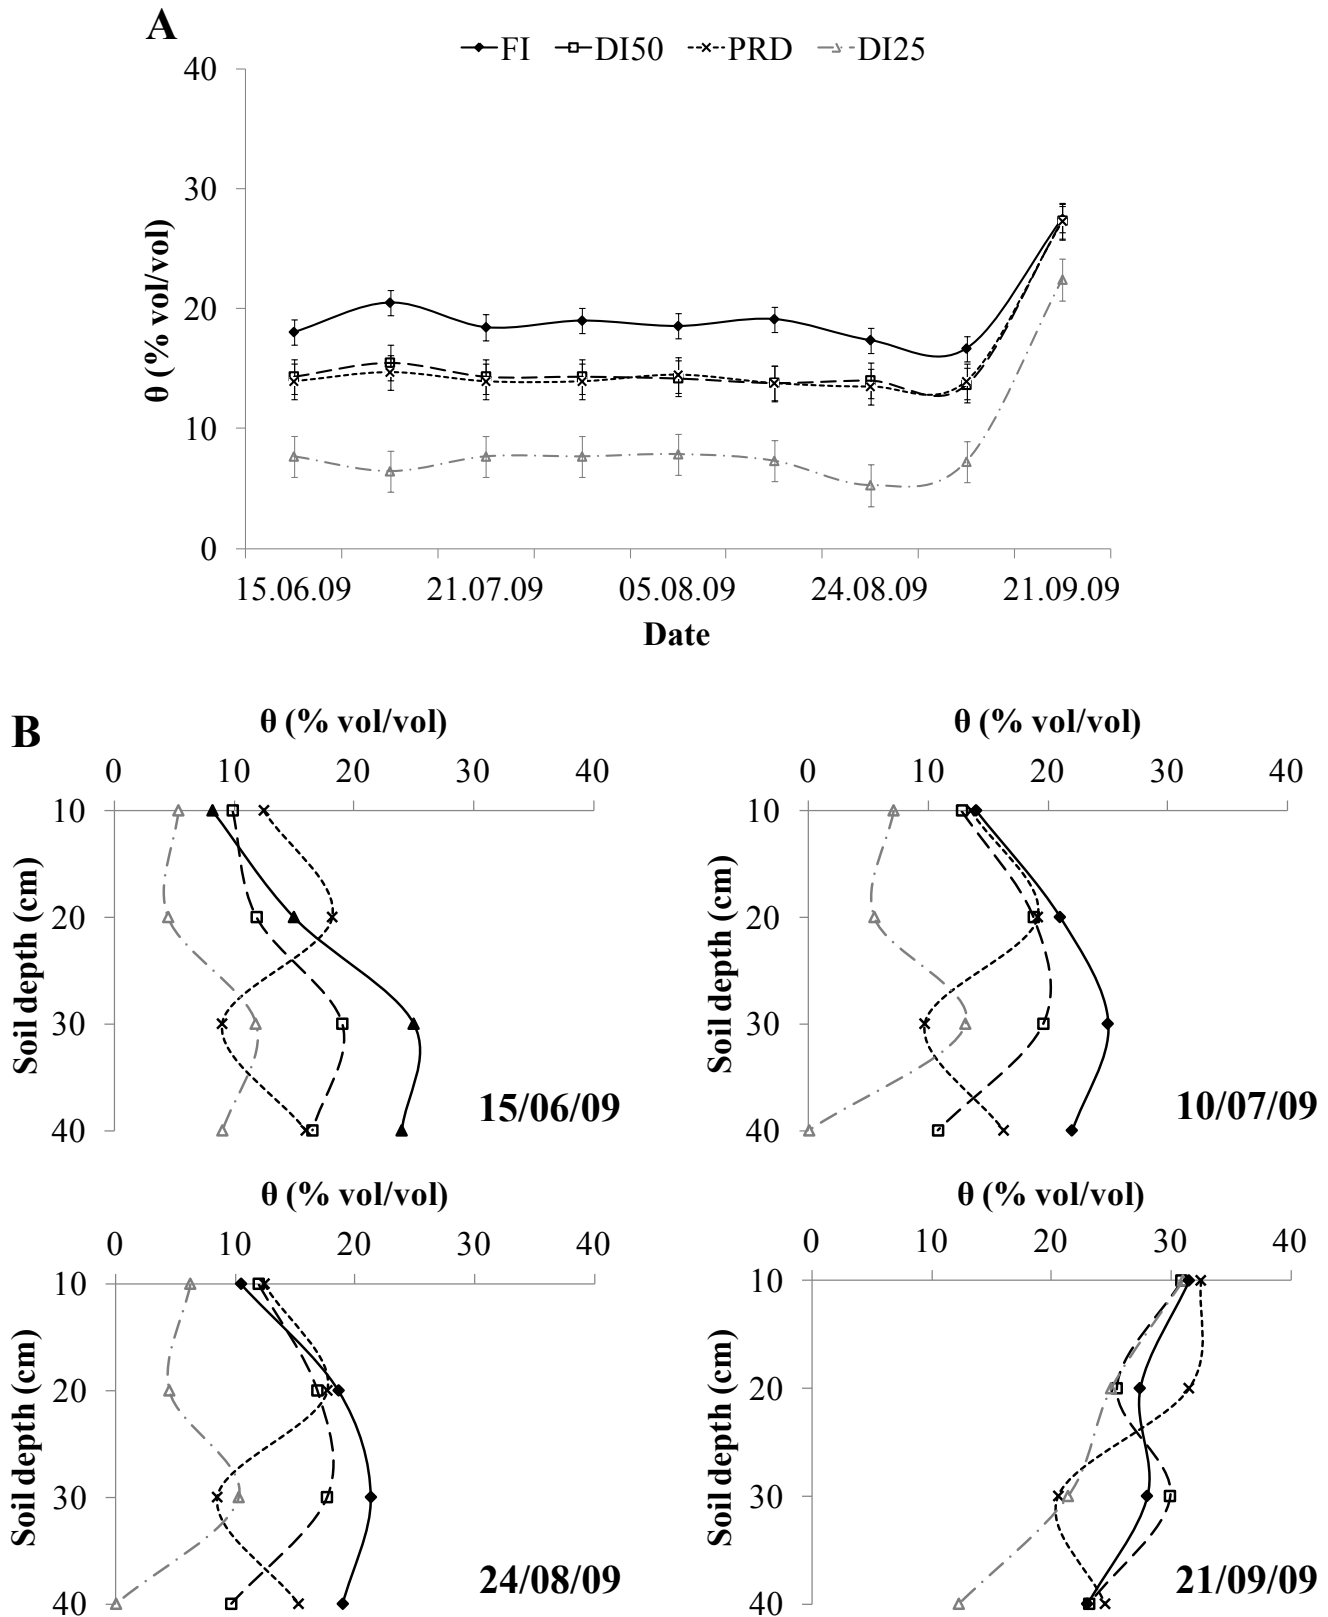 A
FI DI50 PRD DI25
40
30
20
10
0
θ (% vol/vol)
15.06.09 21.07.09 05.08.09 24.08.09 21.09.09
Date
B
θ (% vol/vol)
0 10 20 30 40
10
20
30
40
Soil depth (cm)
15/06/09
θ (% vol/vol)
0 10 20 30 40
10
20
30
40
Soil depth (cm)
10/07/09
θ (% vol/vol)
0 10 20 30 40
10
20
30
40
Soil depth (cm)
24/08/09
θ (% vol/vol)
0 10 20 30 40
10
20
30
40
Soil depth (cm)
21/09/09